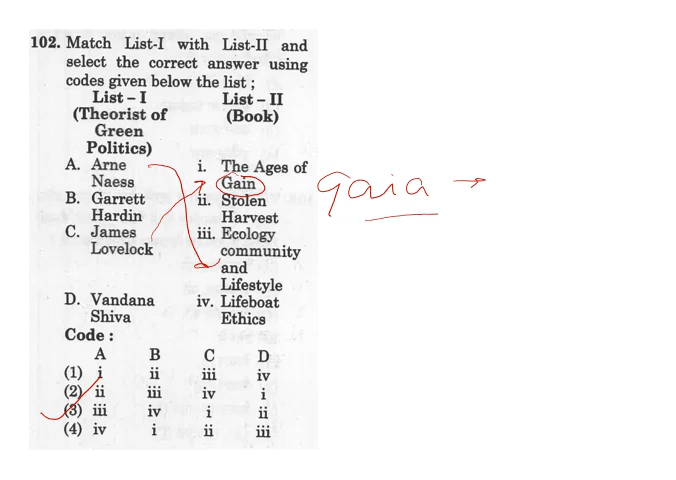 102. Match List-I with List-II and
select the correct answer using
codes given below the list ;
List – I
(Theorist of
Green
Politics)
List – II
(Book)
A. Arne
Naess
i. The Ages of
Gain
B. Garrett
Hardin
ii. Stolen
Harvest
C. James
Lovelock
iii. Ecology
community
and
Lifestyle
D. Vandana
Shiva
iv. Lifeboat
Ethics
Code :
A B C D
(1) i ii iii iv
(2) ii iii iv i
(3) iii iv i ii
(4) iv i ii iii
Gaia →